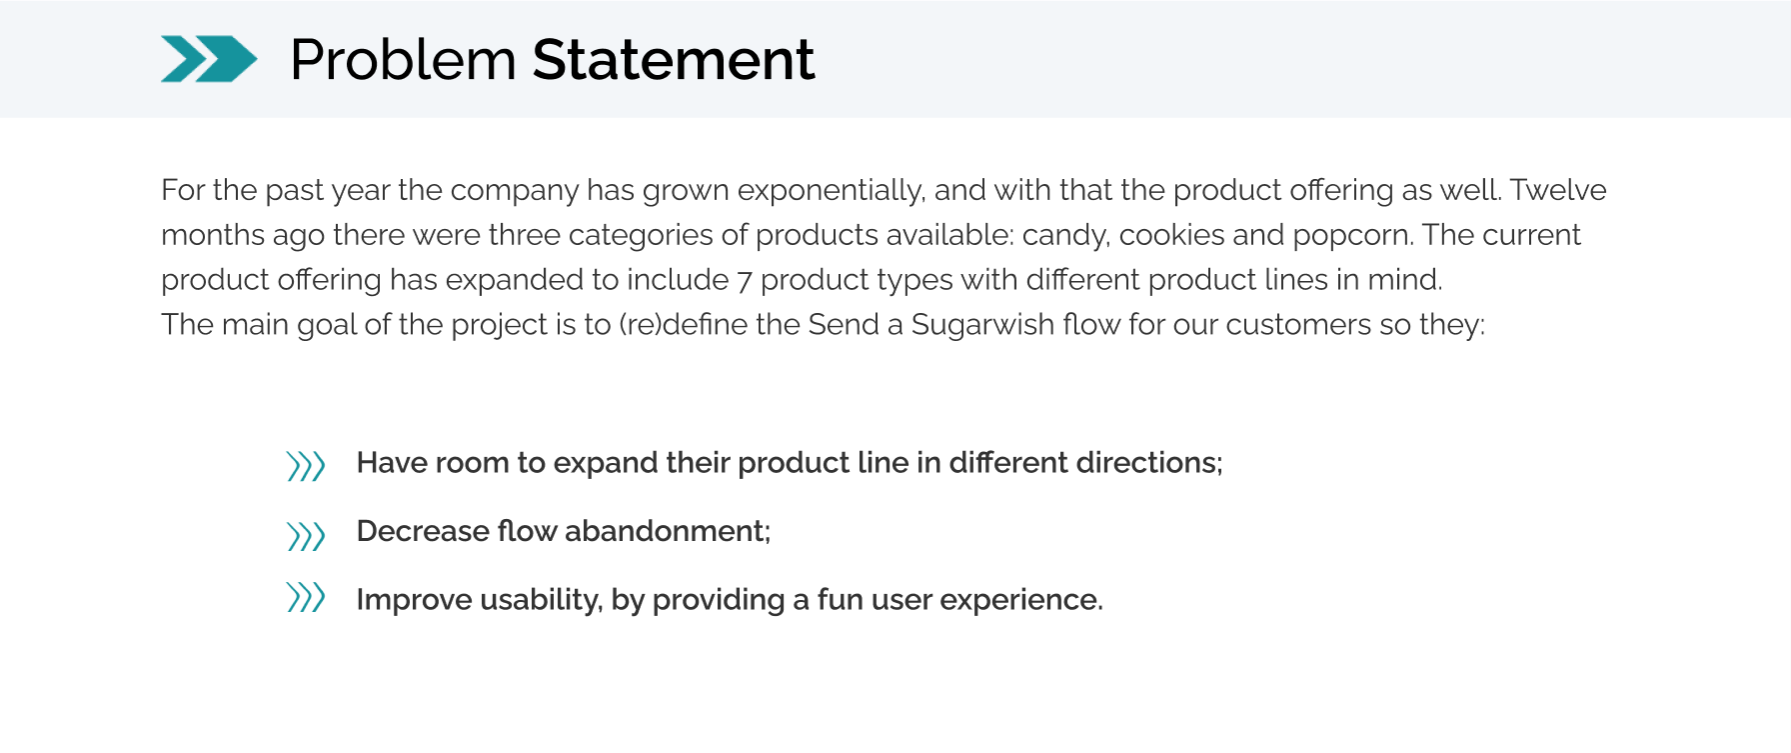 Problem Statement
For the past year the company has grown exponentially, and with that the product offering as well. Twelve
months ago there were three categories of products available: candy, cookies and popcorn. The current
product offering has expanded to include 7 product types with different product lines in mind.
The main goal of the project is to (re)define the Send a Sugarwish flow for our customers so they:
Have room to expand their product line in different directions;
Decrease flow abandonment;
Improve usability, by providing a fun user experience.